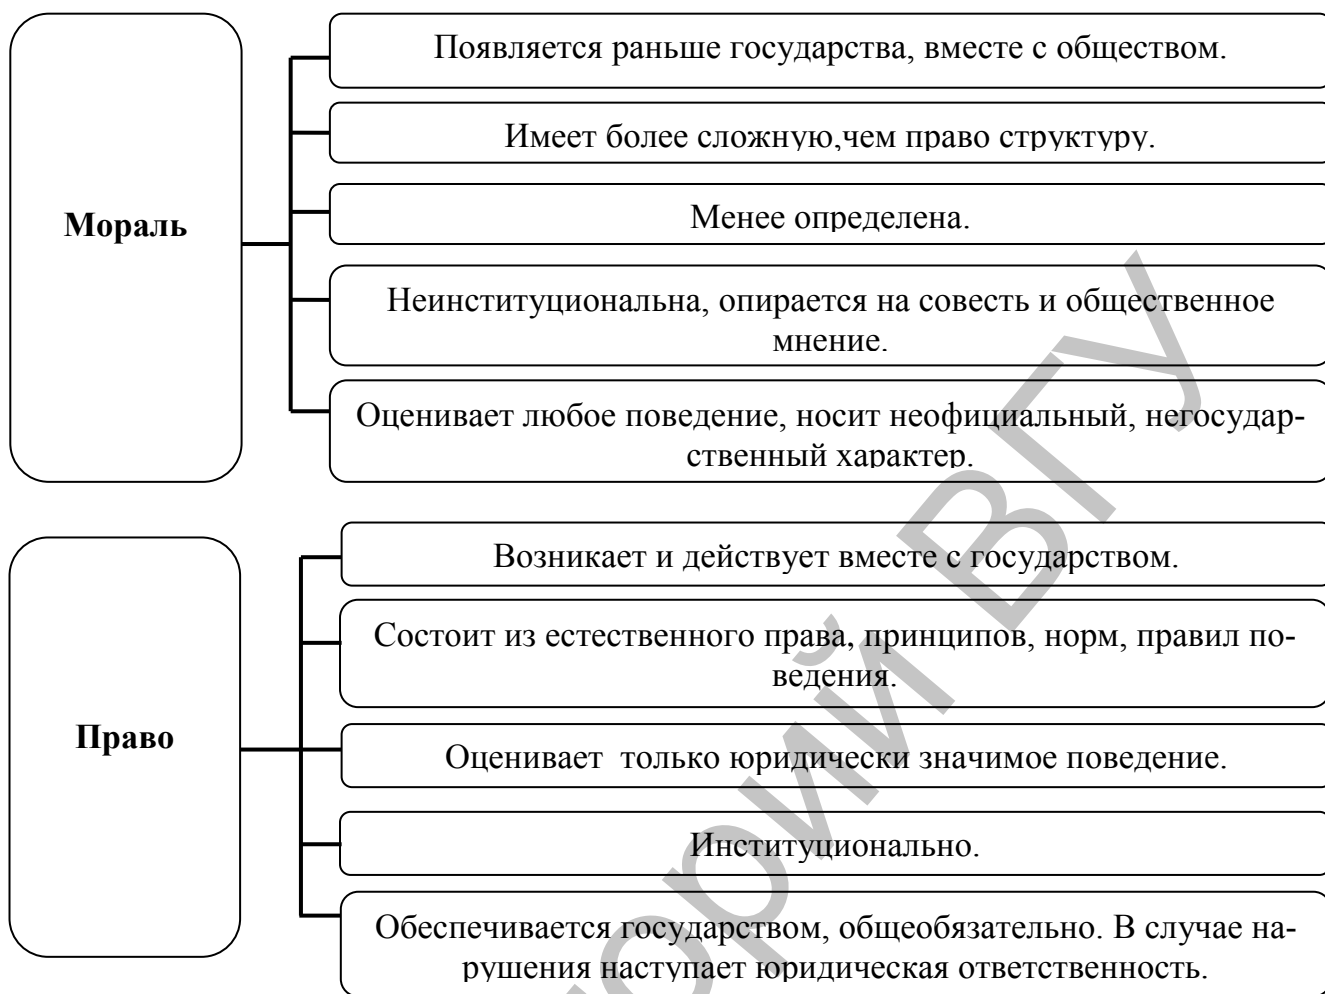 Появляется раньше государства, вместе с обществом.
Имеет более сложную,чем право структуру.
Мораль
Менее определена.
Неинституциональна, опирается на совесть и общественное
мнение.
Оценивает любое поведение, носит неофициальный, негосудар-
ственный характер.
Возникает и действует вместе с государством.
Состоит из естественного права, принципов, норм, правил по-
ведения.
Право
Оценивает только юридически значимое поведение.
Институционально.
Обеспечивается государством, общеобязательно. В случае на-
рушения наступает юридическая ответственность.
торий ВГУ